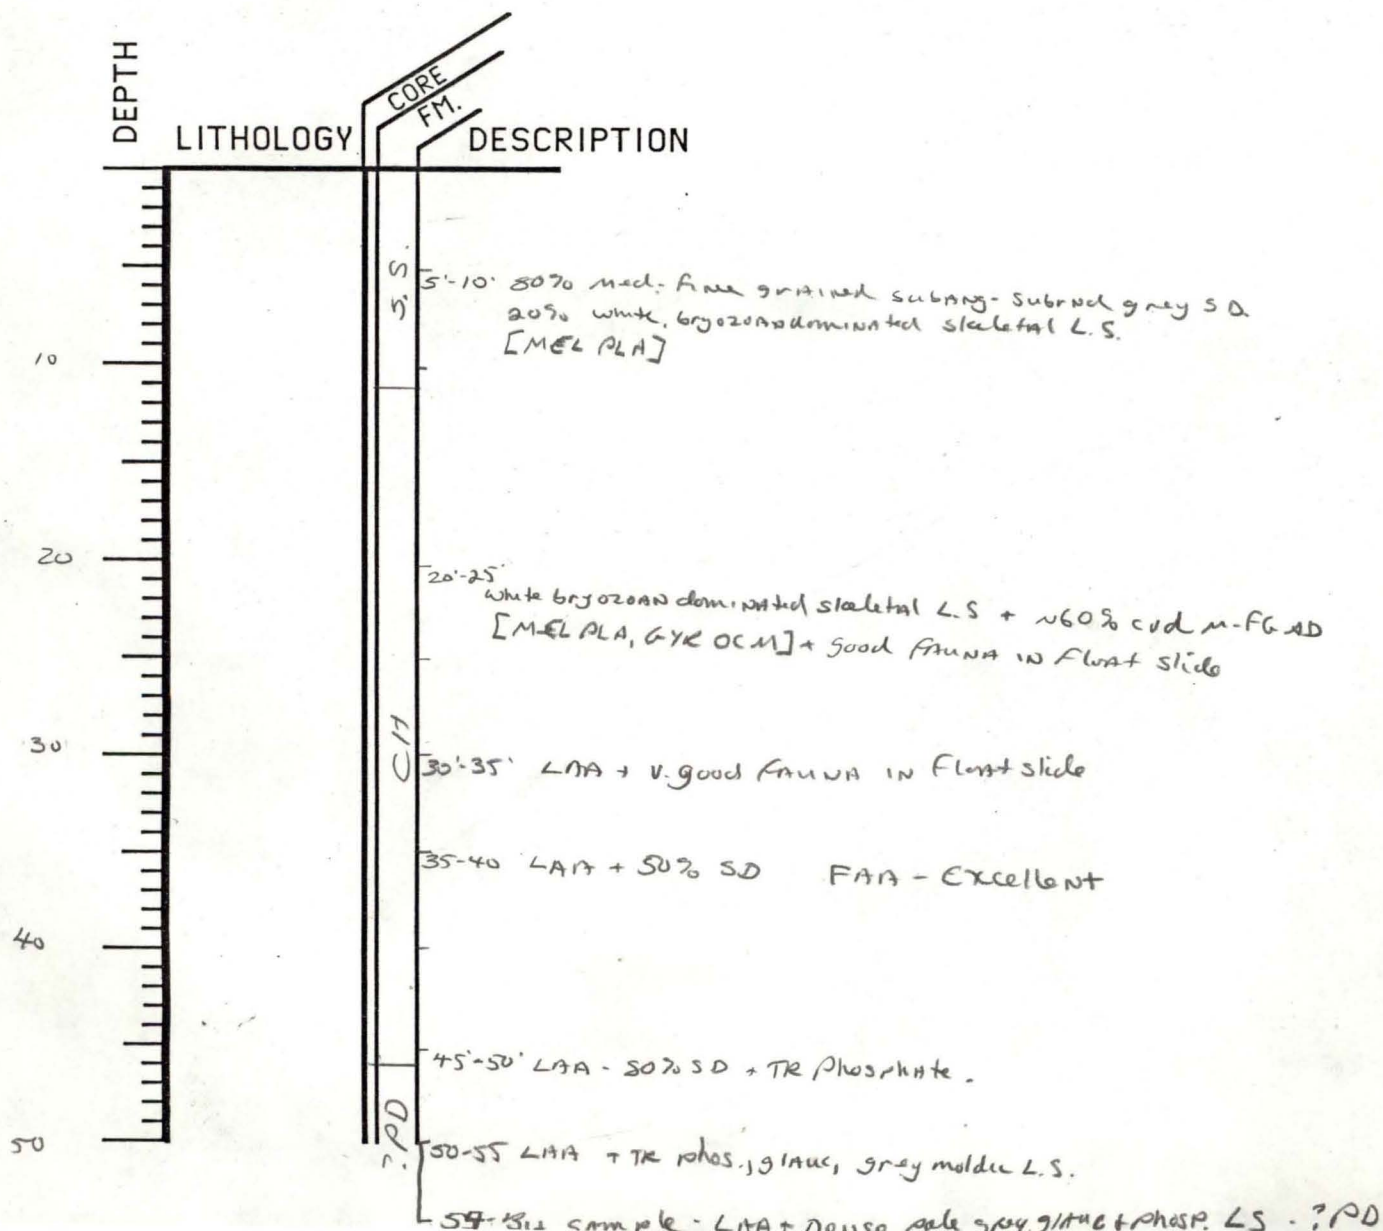 DEPTH
LITHOLOGY
CORE
FM.
DESCRIPTION
S.
5'-10' 80% med. fine grained subang-subrnd grey SD
20% white, bryozoan dominated skeletal L.S.
[MEL PLA]
10
20
20'-25'
white bryozoan dominated skeletal L.S + ~60% M-FG SD
[MEL PLA, GYR OCM] + good FAUNA IN Float slide
30
CH
30'-35' LAA + v. good FAUNA IN Float slide
35-40 LAA + 50% SD FAA - Excellent
40
45'-50' LAA - 80% SD + TR Phosphate.
PD
50
50-55 LAA + TR phos., glauc, grey moldic L.S.
Bit sample - LAA + Dense pale grey, glauc + phosp. LS. ? PD